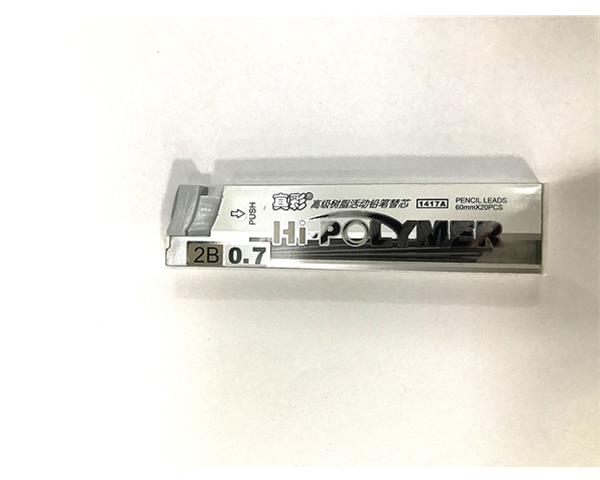 真彩®
高级树脂活动铅笔替芯
1417A
PENCIL LEADS
60mmX20PCS
PUSH
Hi-POLYMER
2B 0.7